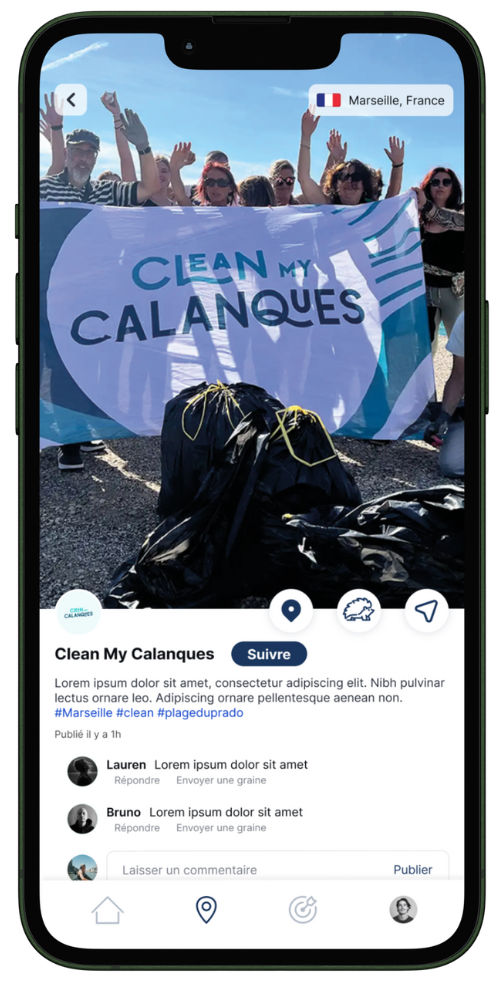 Marseille, France
CLEAN MY
CALANQUES
CLEAN MY
CALANQUES
Clean My Calanques
Suivre
Lorem ipsum dolor sit amet, consectetur adipiscing elit. Nibh pulvinar
lectus ornare leo. Adipiscing ornare pellentesque aenean non.
#Marseille #clean #plageduprado
Publié il y a 1h
Lauren Lorem ipsum dolor sit amet
Répondre Envoyer une graine
Bruno Lorem ipsum dolor sit amet
Répondre Envoyer une graine
Laisser un commentaire Publier